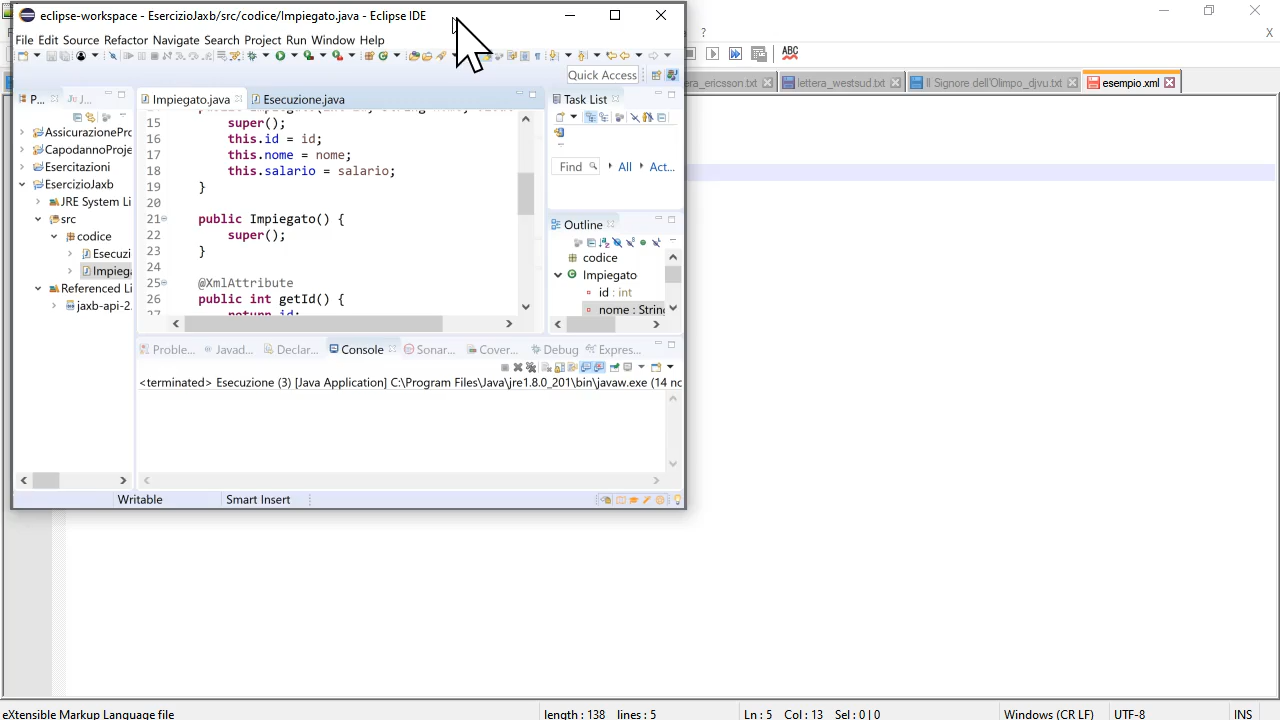 eclipse-workspace - EsercizioJaxb/src/codice/Impiegato.java - Eclipse IDE
File Edit Source Refactor Navigate Search Project Run Window Help
?
X
ABC
Quick Access
era_ericsson.txt
lettera_westsud.txt
Il Signore dell'Olimpo_djvu.txt
esempio.xml
P...
J...
Impiegato.java
Esecuzione.java
Task List
AssicurazionePro
CapodannoProje
Esercitazioni
EsercizioJaxb
JRE System Li
src
codice
Esecuzi
Impieg
Referenced Li
jaxb-api-2.
15 super();
16 this.id = id;
17 this.nome = nome;
18 this.salario = salario;
19 }
20
21 public Impiegato() {
22 super();
23 }
24
25 @XmlAttribute
26 public int getId() {
27 return id;
Find
All
Act...
Outline
codice
Impiegato
id : int
nome : String
Proble...
Javad...
Declar...
Console
Sonar...
Cover...
Debug
Expres...
<terminated> Esecuzione (3) [Java Application] C:\Program Files\Java\jre1.8.0_201\bin\javaw.exe (14 no
Writable
Smart Insert
eXtensible Markup Language file
length : 138 lines : 5
Ln : 5 Col : 13 Sel : 0 | 0
Windows (CR LF)
UTF-8
INS